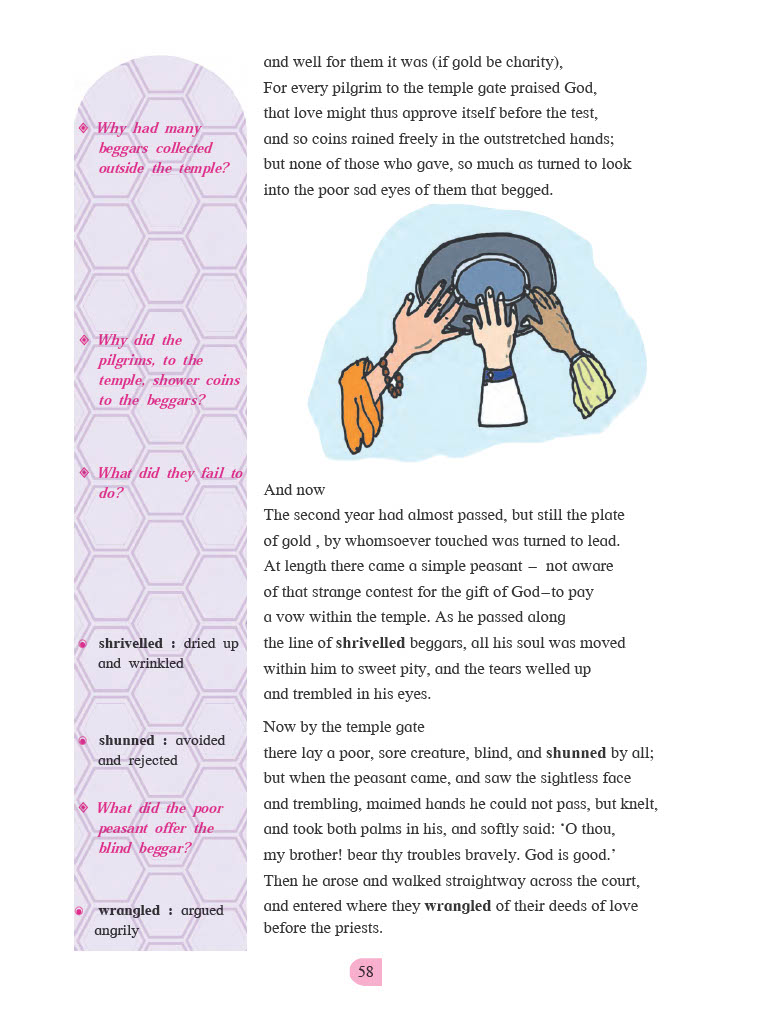 and well for them it was (if gold be charity),
For every pilgrim to the temple gate praised God,
that love might thus approve itself before the test,
and so coins rained freely in the outstretched hands;
but none of those who gave, so much as turned to look
into the poor sad eyes of them that begged.
Why had many
beggars collected
outside the temple?
Why did the
pilgrims, to the
temple, shower coins
to the beggars?
What did they fail to
do?
And now
The second year had almost passed, but still the plate
of gold , by whomsoever touched was turned to lead.
At length there came a simple peasant – not aware
of that strange contest for the gift of God–to pay
a vow within the temple. As he passed along
the line of shrivelled beggars, all his soul was moved
within him to sweet pity, and the tears welled up
and trembled in his eyes.
shrivelled : dried up
and wrinkled
Now by the temple gate
there lay a poor, sore creature, blind, and shunned by all;
but when the peasant came, and saw the sightless face
and trembling, maimed hands he could not pass, but knelt,
and took both palms in his, and softly said: ‘O thou,
my brother! bear thy troubles bravely. God is good.’
Then he arose and walked straightway across the court,
and entered where they wrangled of their deeds of love
before the priests.
shunned : avoided
and rejected
What did the poor
peasant offer the
blind beggar?
wrangled : argued
angrily
58